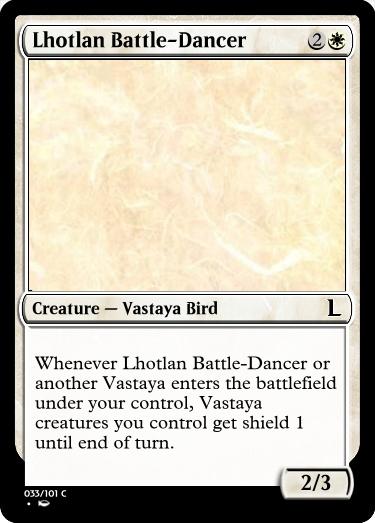 Lhotlan Battle-Dancer 2
Creature — Vastaya Bird L
Whenever Lhotlan Battle-Dancer or
another Vastaya enters the battlefield
under your control, Vastaya
creatures you control get shield 1
until end of turn.
2/3
033/101 C